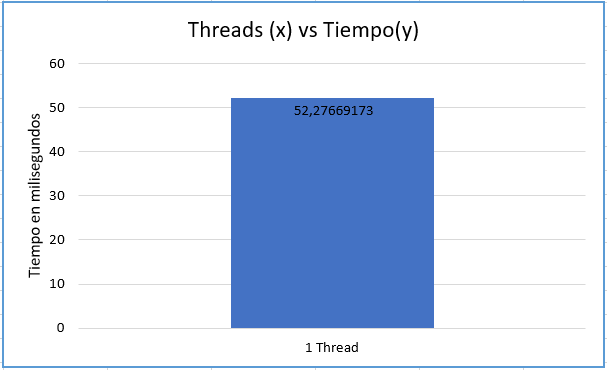 Threads (x) vs Tiempo(y)
Tiempo en milisegundos
60
50
40
30
20
10
0
52,27669173
1 Thread